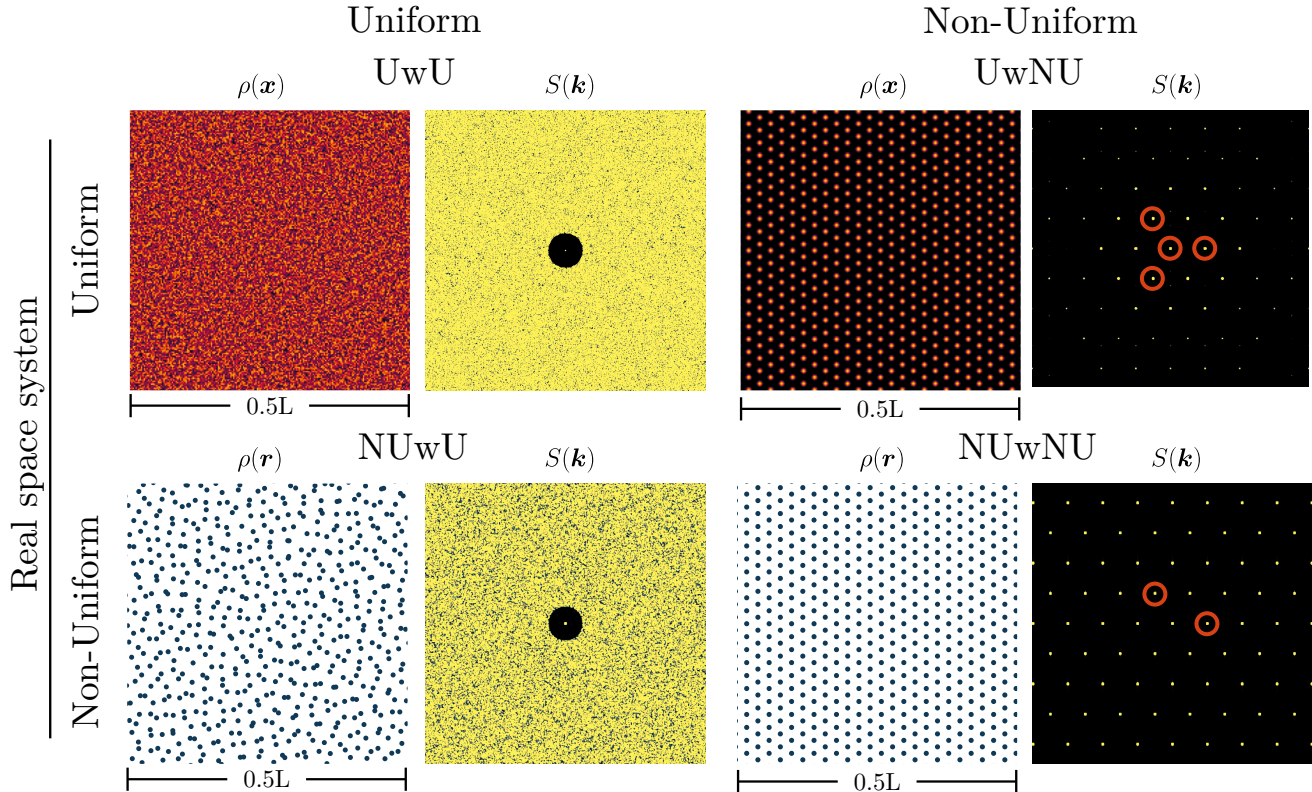 Uniform
Non-Uniform
UwU
UwNU
ρ(x)
S(k)
ρ(x)
S(k)
Real space system
Uniform
0.5L
0.5L
NUwU
NUwNU
ρ(r)
S(k)
ρ(r)
S(k)
Non-Uniform
0.5L
0.5L